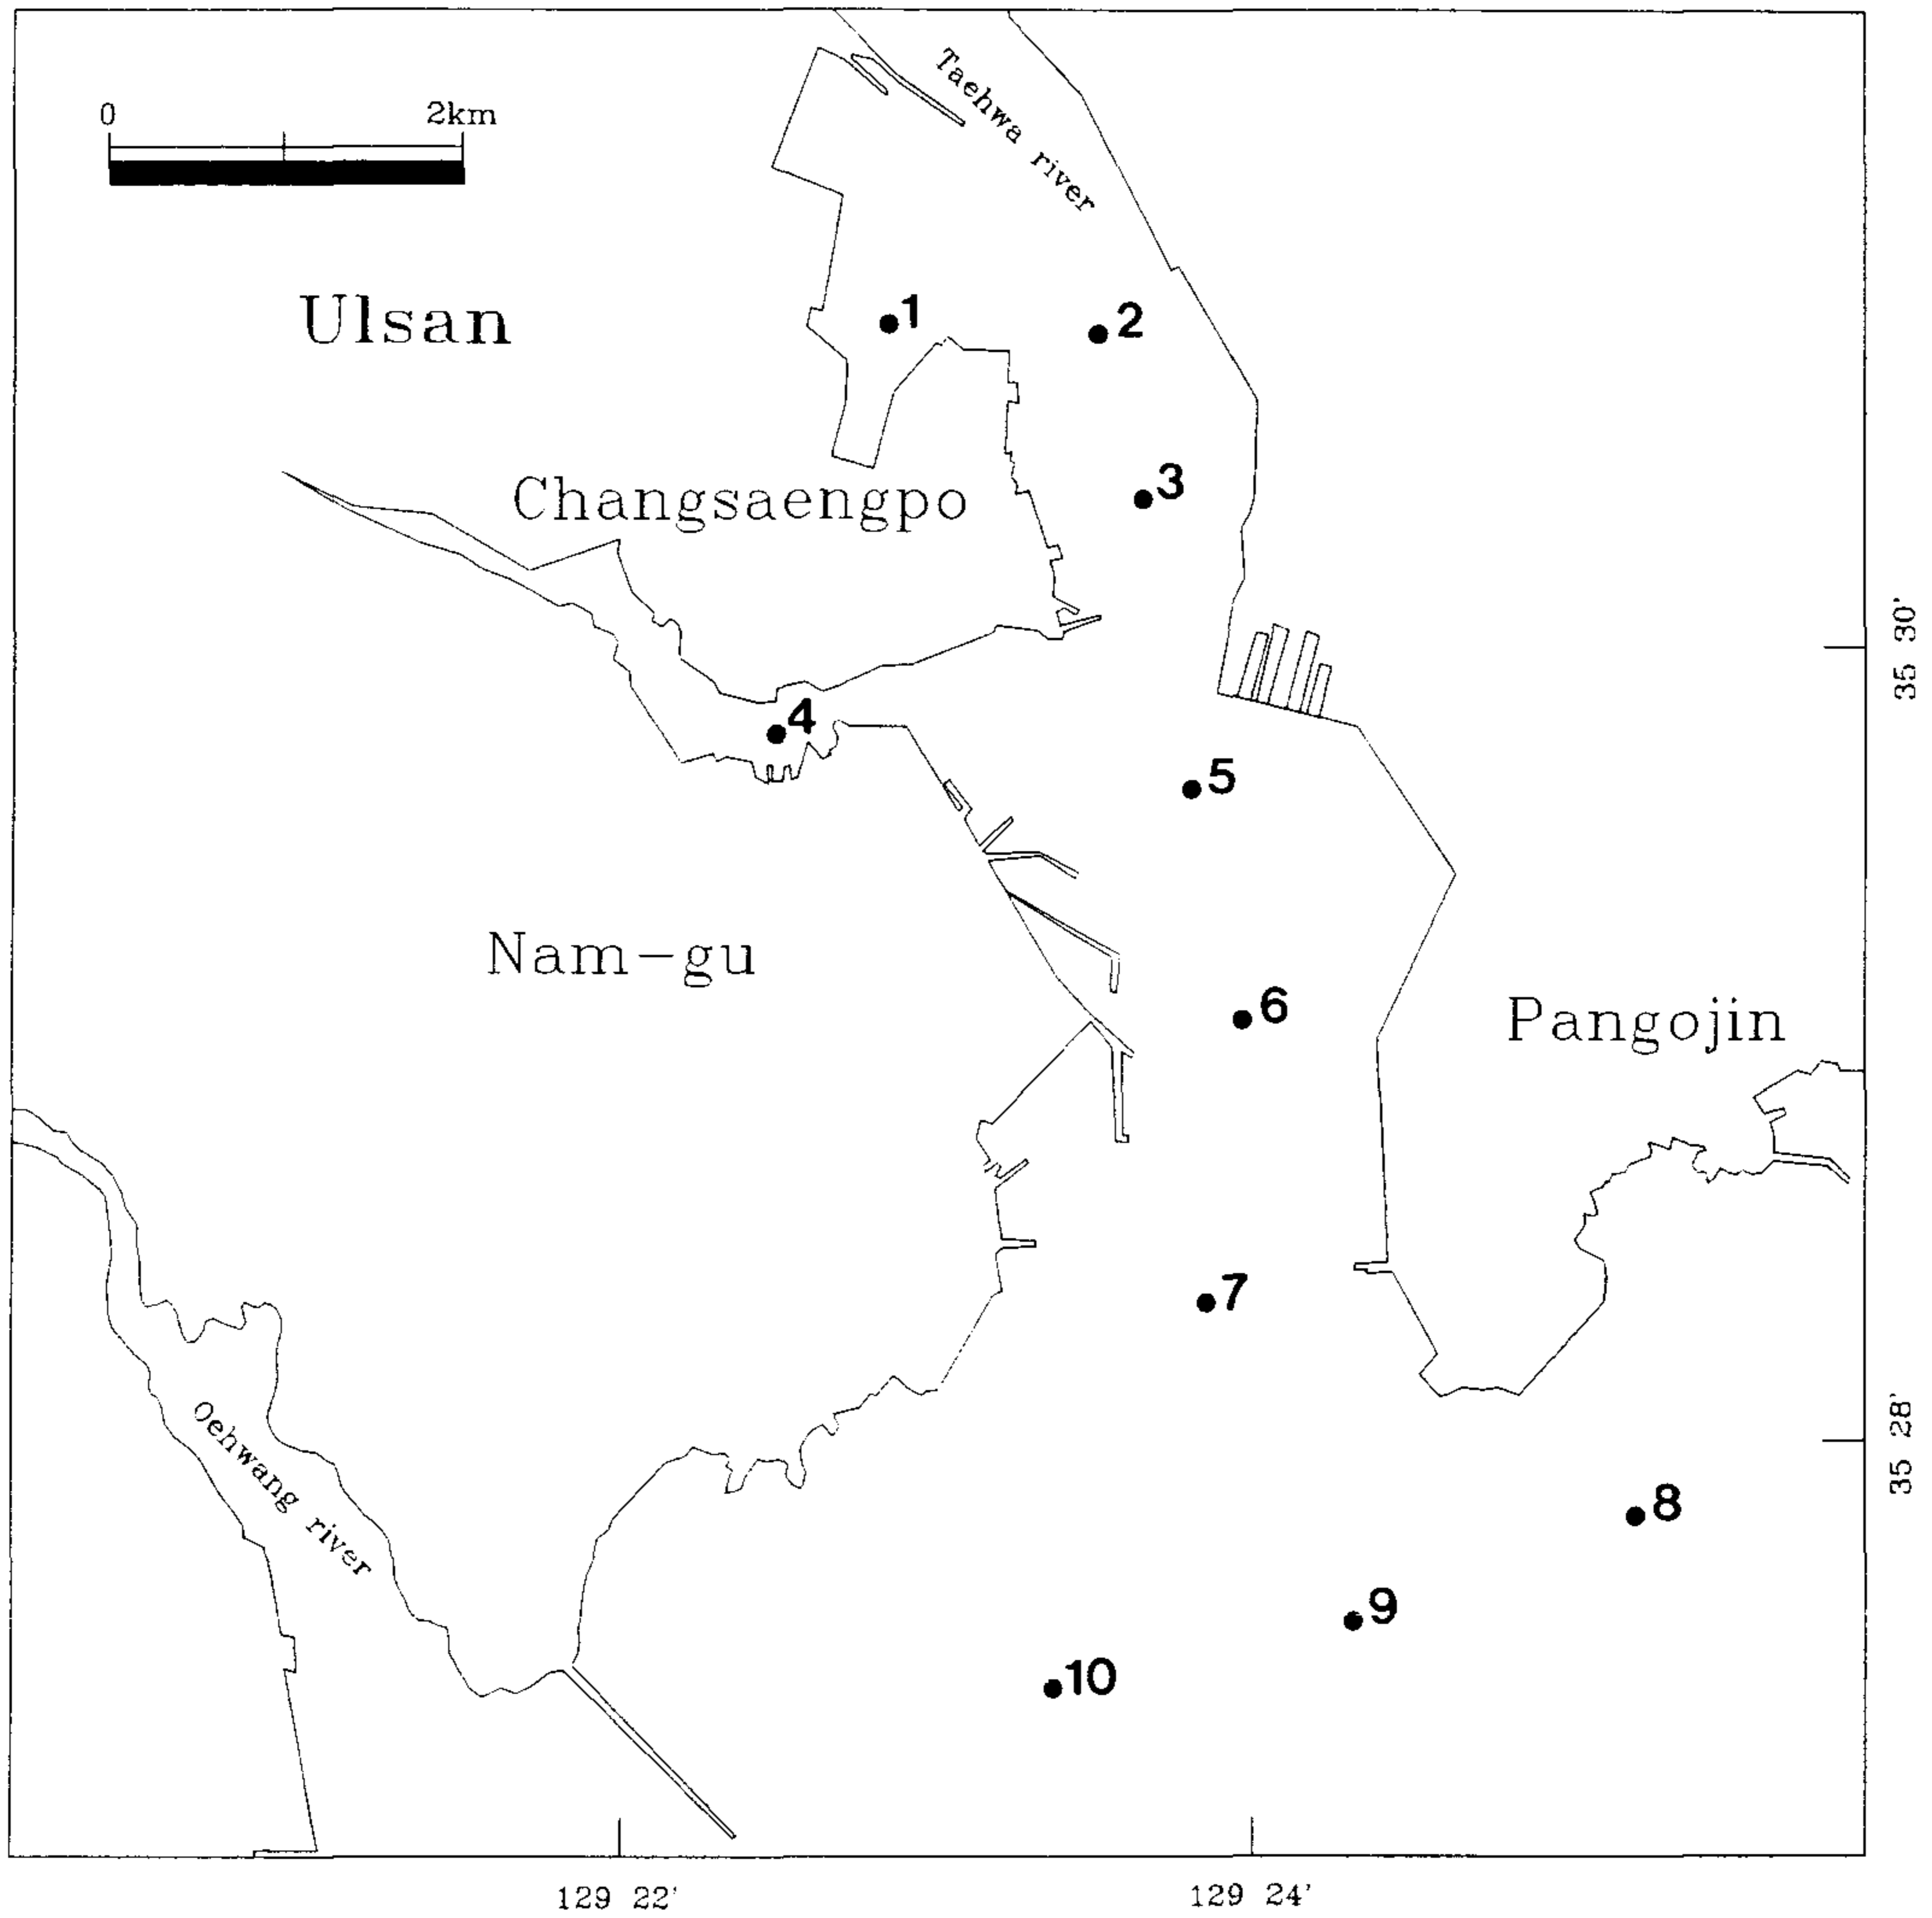 Taehwa river
0 2km
Ulsan
1
2
Changsaengpo
3
35 30'
4
5
Nam-gu
6
Pangojin
7
35 28'
Oehwang river
8
9
10
129 22'
129 24'